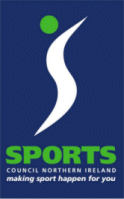 SPORTS
COUNCIL NORTHERN IRELAND
making sport happen for you